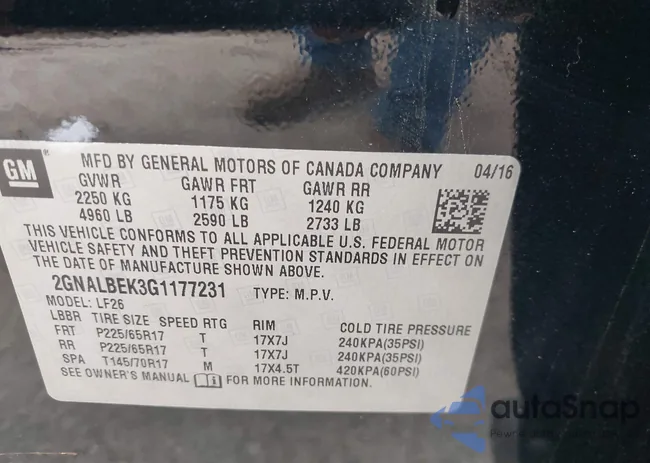 GM ®
MFD BY GENERAL MOTORS OF CANADA COMPANY 04/16
GVWR GAWR FRT GAWR RR
2250 KG 1175 KG 1240 KG
4960 LB 2590 LB 2733 LB
THIS VEHICLE CONFORMS TO ALL APPLICABLE U.S. FEDERAL MOTOR
VEHICLE SAFETY AND THEFT PREVENTION STANDARDS IN EFFECT ON
THE DATE OF MANUFACTURE SHOWN ABOVE.
2GNALBEK3G1177231 TYPE: M.P.V.
MODEL: LF26
LBBR TIRE SIZE SPEED RTG RIM COLD TIRE PRESSURE
FRT P225/65R17 T 17X7J 240KPA(35PSI)
RR P225/65R17 T 17X7J 240KPA(35PSI)
SPA T145/70R17 M 17X4.5T 420KPA(60PSI)
SEE OWNER'S MANUAL FOR MORE INFORMATION.
autoSnap